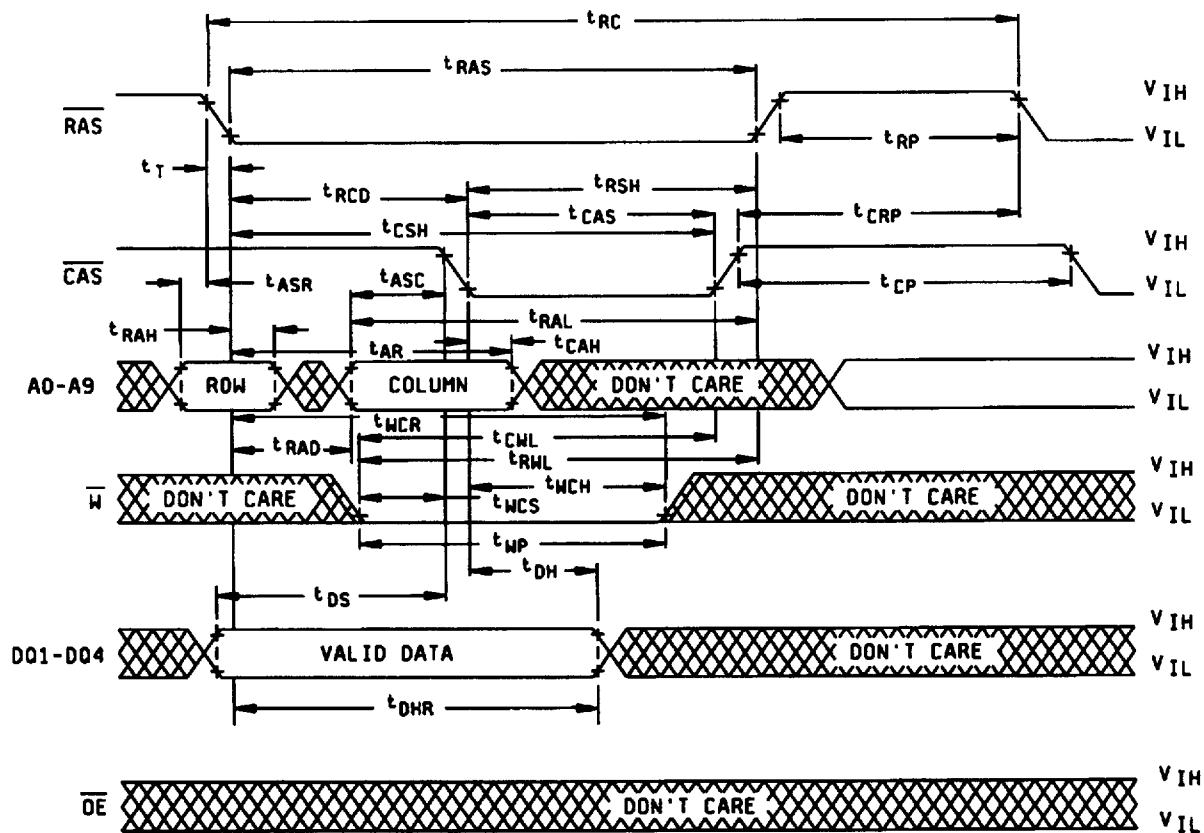 tRC
tRAS
RAS
VIH
VIL
tRP
tT
tRCD
tRSH
tCAS
tCRP
tCSH
CAS
VIH
VIL
tASR
tASC
tCP
tRAH
tRAL
tAR
tCAH
A0-A9
ROW
COLUMN
DON'T CARE
VIH
VIL
tWCR
tCWL
tRAD
tRWL
tWCH
W
DON'T CARE
DON'T CARE
VIH
VIL
tWCS
tWP
tDH
tDS
DQ1-DQ4
VALID DATA
DON'T CARE
VIH
VIL
tDHR
OE
DON'T CARE
VIH
VIL